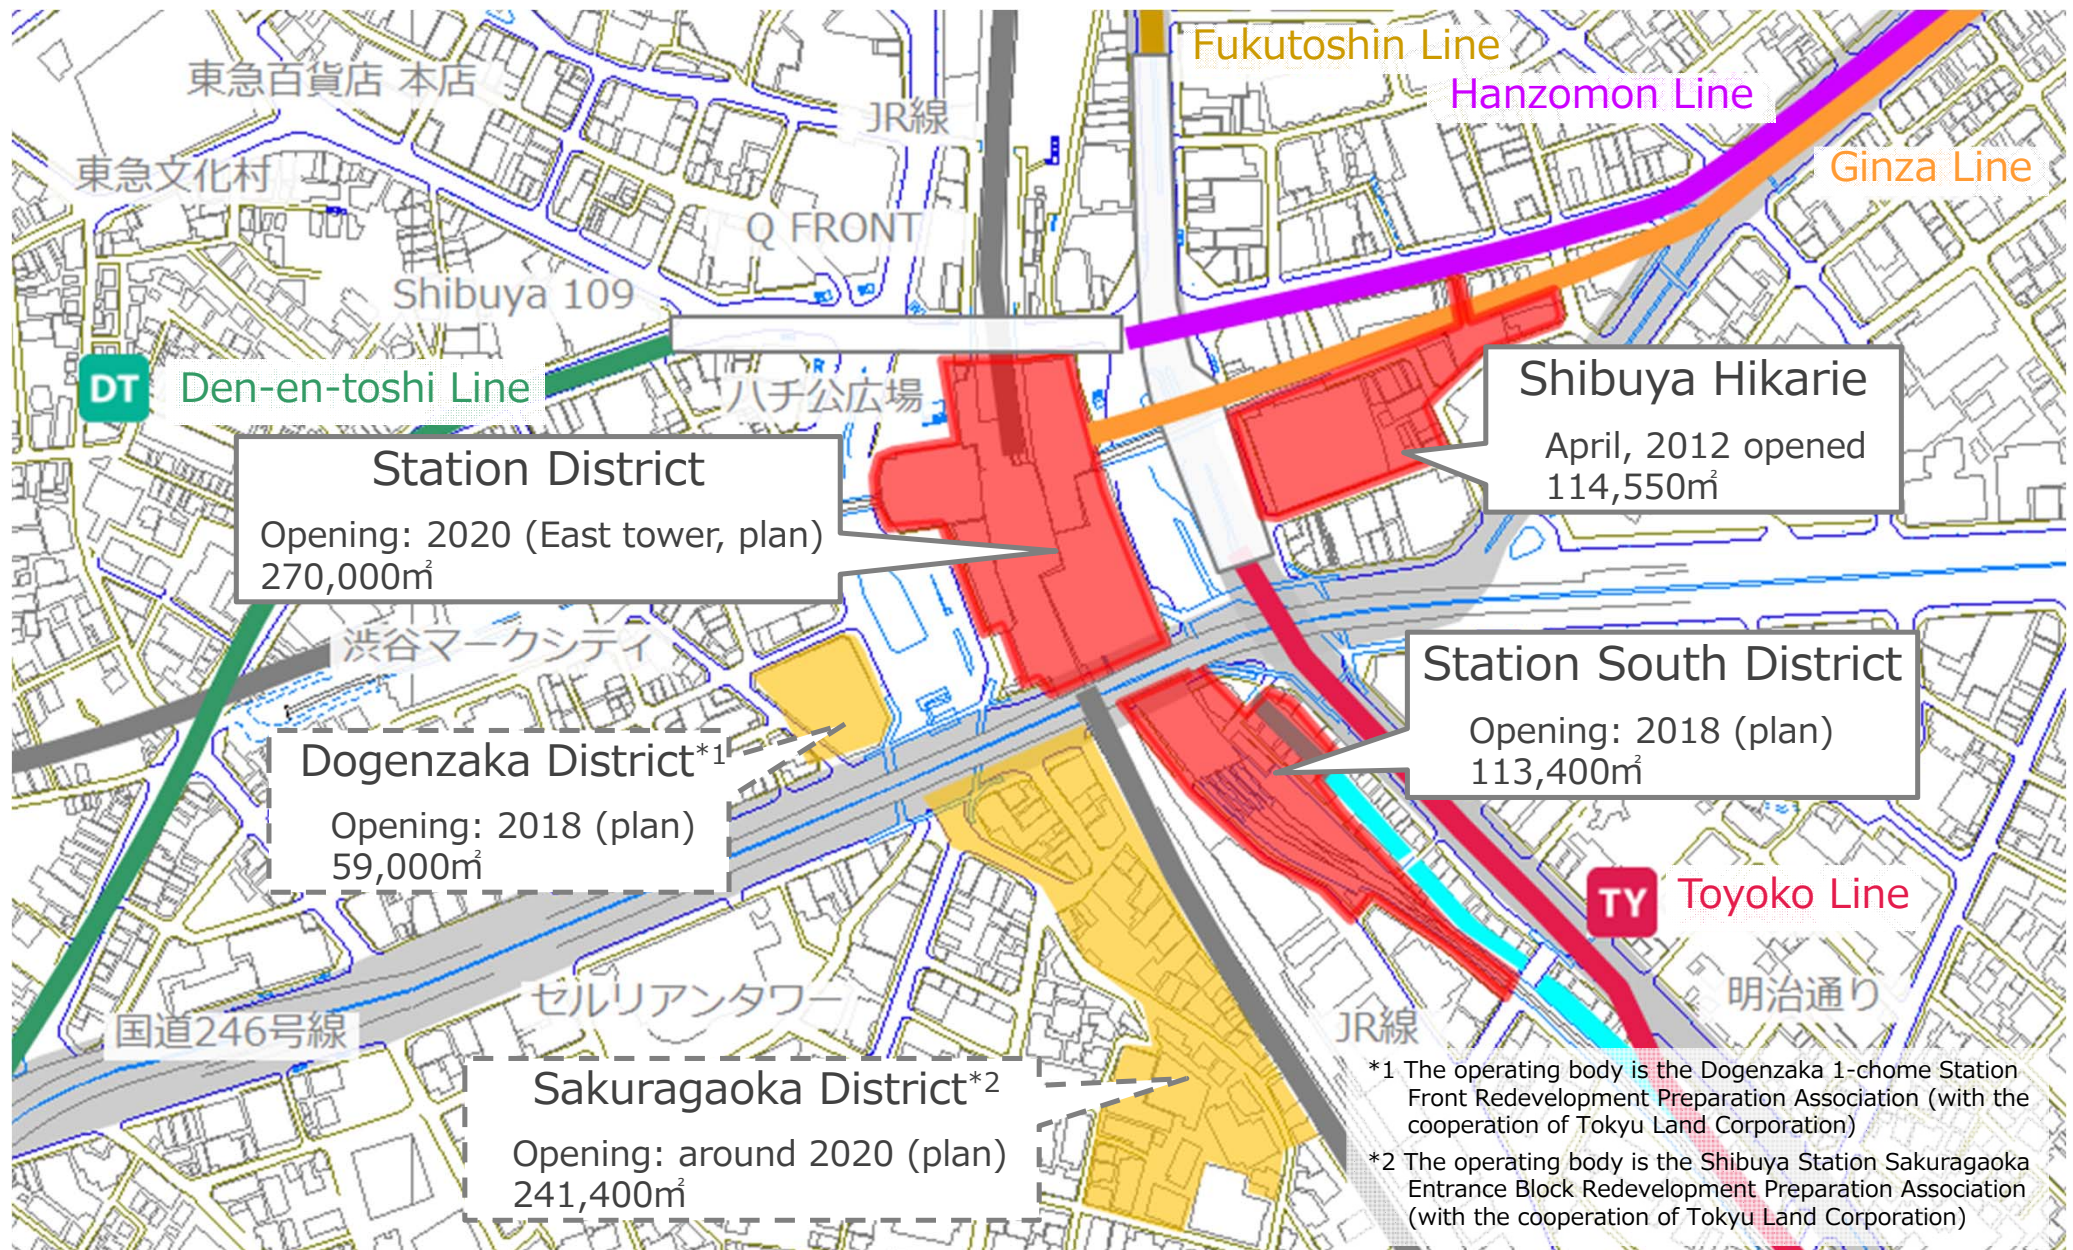 Fukutoshin Line
Hanzomon Line
Ginza Line
東急百貨店 本店
JR線
東急文化村
Q FRONT
Shibuya 109
DT
Den-en-toshi Line
ハチ公広場
Shibuya Hikarie
April, 2012 opened
114,550㎡
Station District
Opening: 2020 (East tower, plan)
270,000㎡
渋谷マークシティ
Station South District
Opening: 2018 (plan)
113,400㎡
Dogenzaka District*1
Opening: 2018 (plan)
59,000㎡
TY
Toyoko Line
セルリアンタワー
明治通り
国道246号線
JR線
Sakuragaoka District*2
Opening: around 2020 (plan)
241,400㎡
*1 The operating body is the Dogenzaka 1-chome Station
Front Redevelopment Preparation Association (with the
cooperation of Tokyu Land Corporation)
*2 The operating body is the Shibuya Station Sakuragaoka
Entrance Block Redevelopment Preparation Association
(with the cooperation of Tokyu Land Corporation)